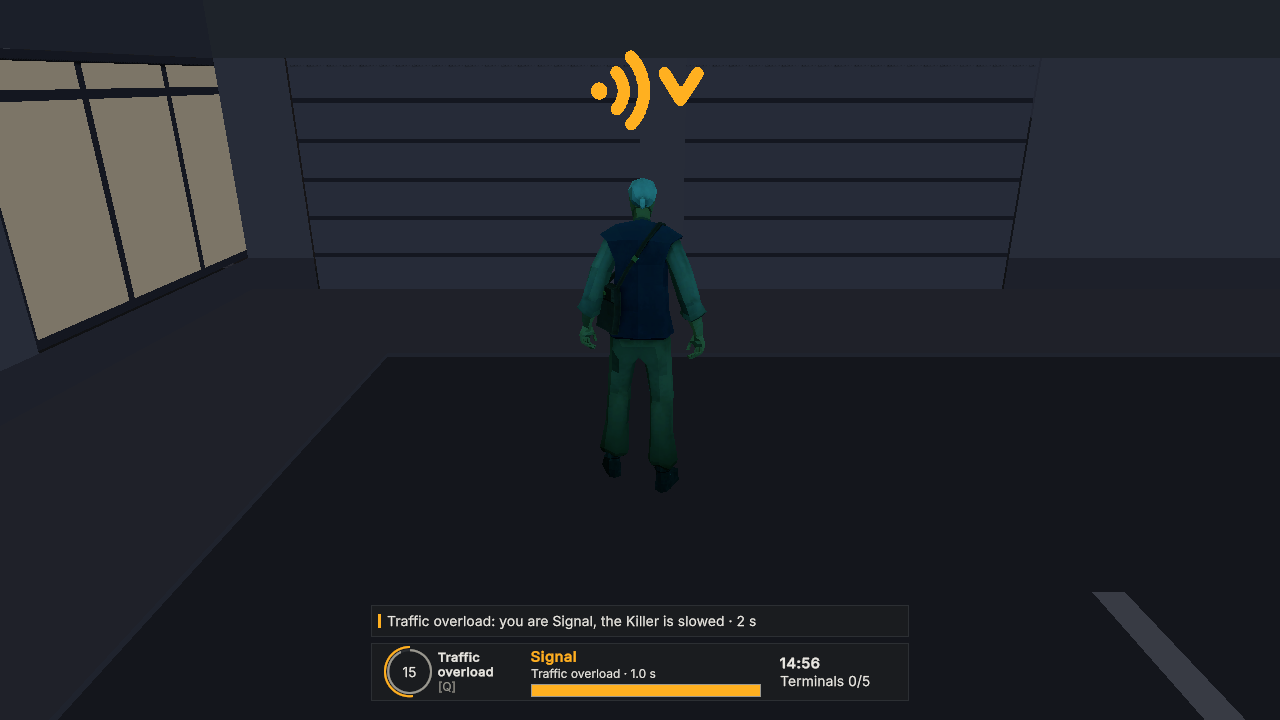 Traffic overload: you are Signal, the Killer is slowed · 2 s
15
Traffic
overload
[Q]
Signal
Traffic overload · 1.0 s
14:56
Terminals 0/5